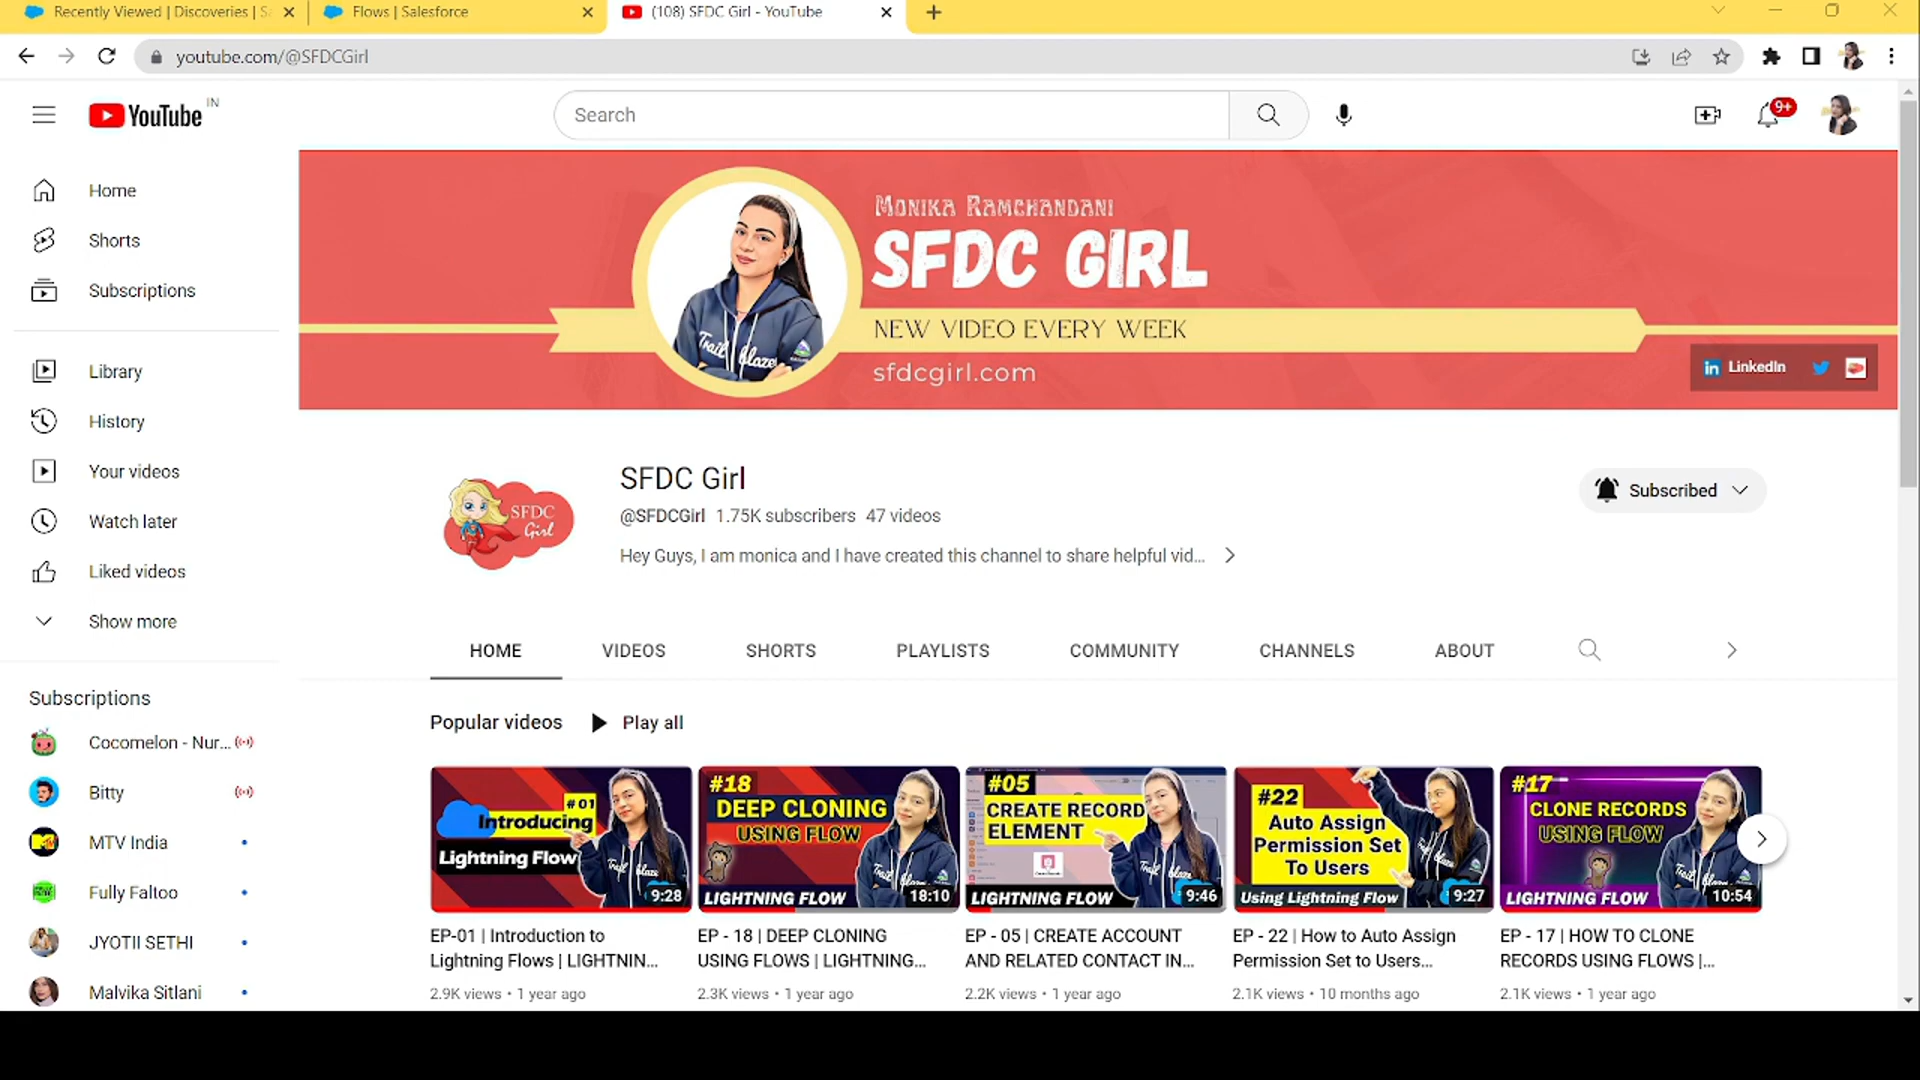 Recently Viewed | Discoveries | S
Flows | Salesforce
(108) SFDC Girl - YouTube
youtube.com/@SFDCGirl
YouTube IN
Search
9+
Home
Shorts
Subscriptions
Library
History
Your videos
Watch later
Liked videos
Show more
Subscriptions
Cocomelon - Nur...
Bitty
MTV India
Fully Faltoo
JYOTII SETHI
Malvika Sitlani
MONIKA RAMCHANDANI
SFDC GIRL
NEW VIDEO EVERY WEEK
sfdcgirl.com
Trail blazer
in LinkedIn
SFDC
Girl
SFDC Girl
@SFDCGirl 1.75K subscribers 47 videos
Hey Guys, I am monica and I have created this channel to share helpful vid...
Subscribed
HOME VIDEOS SHORTS PLAYLISTS COMMUNITY CHANNELS ABOUT
Popular videos Play all
#01
Introducing
Lightning Flow
9:28
EP-01 | Introduction to
Lightning Flows | LIGHTNIN...
2.9K views • 1 year ago
#18
DEEP CLONING
USING FLOW
LIGHTNING FLOW
18:10
EP - 18 | DEEP CLONING
USING FLOWS | LIGHTNING...
2.3K views • 1 year ago
#05
CREATE RECORD
ELEMENT
LIGHTNING FLOW
9:46
EP - 05 | CREATE ACCOUNT
AND RELATED CONTACT IN...
2.2K views • 1 year ago
#22
Auto Assign
Permission Set
To Users
Using Lightning Flow
9:27
EP - 22 | How to Auto Assign
Permission Set to Users...
2.1K views • 10 months ago
#17
CLONE RECORDS
USING FLOW
LIGHTNING FLOW
10:54
EP - 17 | HOW TO CLONE
RECORDS USING FLOWS |...
2.1K views • 1 year ago